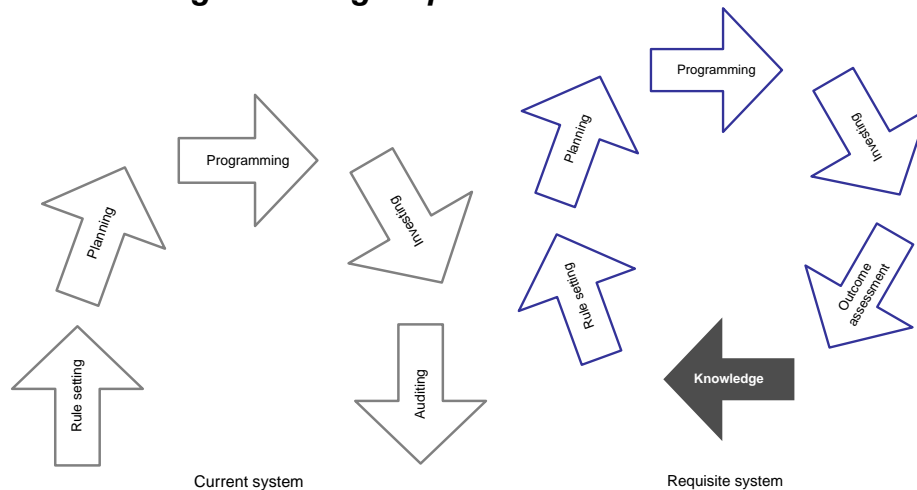 Programming
Planning
Investing
Rule setting
Auditing
Current system
Programming
Planning
Investing
Rule setting
Outcome
assessment
Knowledge
Requisite system